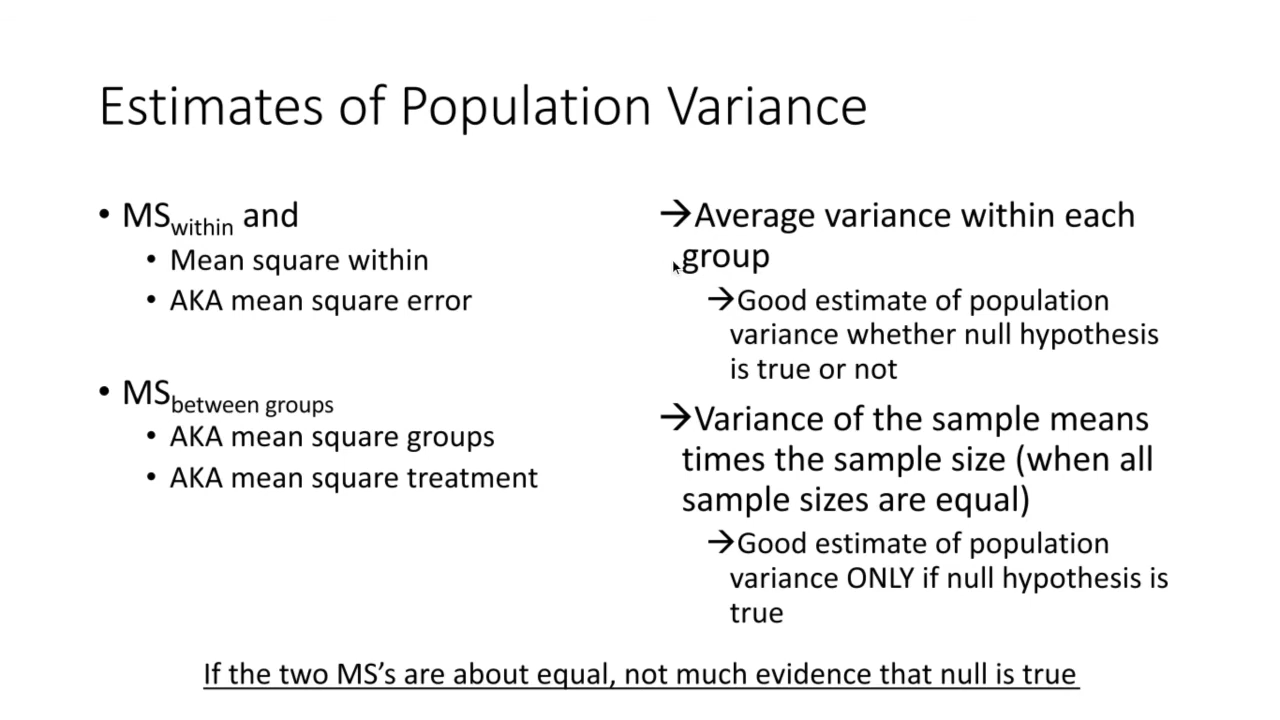 Estimates of Population Variance
• MSwithin and
• Mean square within
• AKA mean square error
• MSbetween groups
• AKA mean square groups
• AKA mean square treatment
→Average variance within each
group
→Good estimate of population
variance whether null hypothesis
is true or not
→Variance of the sample means
times the sample size (when all
sample sizes are equal)
→Good estimate of population
variance ONLY if null hypothesis is
true
If the two MS’s are about equal, not much evidence that null is true